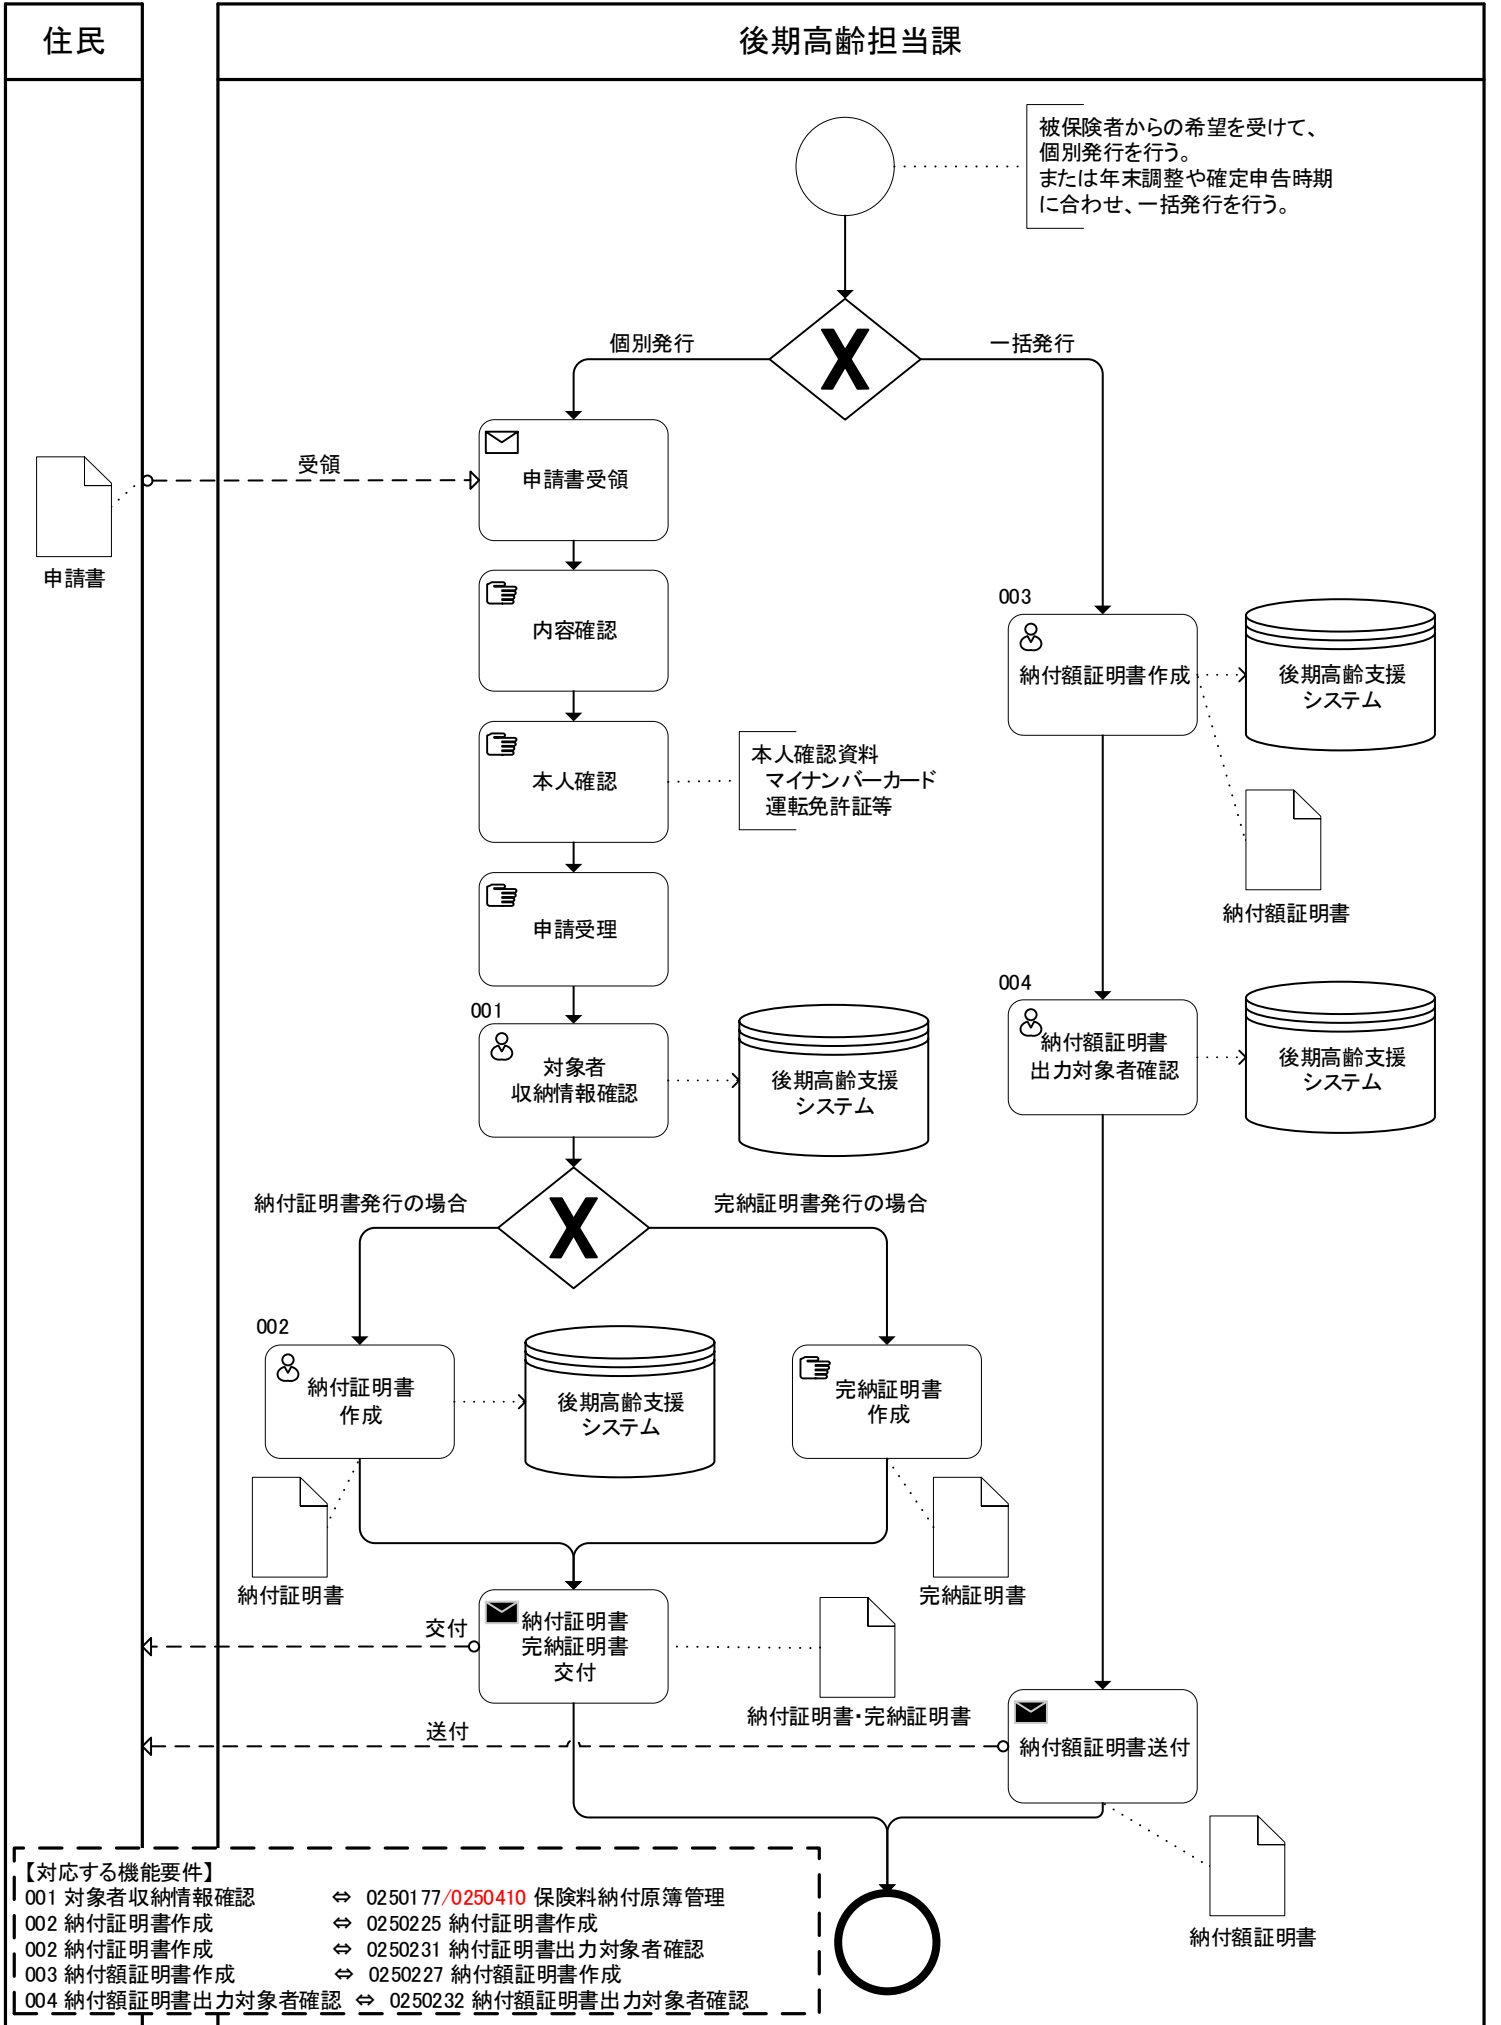 住民
後期高齢担当課
被保険者からの希望を受けて、
個別発行を行う。
または年末調整や確定申告時期
に合わせ、一括発行を行う。
個別発行
一括発行
X
受領
申請書受領
申請書
内容確認
003
納付額証明書作成
後期高齢支援
システム
本人確認
本人確認資料
マイナンバーカード
運転免許証等
納付額証明書
申請受理
004
納付額証明書
出力対象者確認
後期高齢支援
システム
001
対象者
収納情報確認
後期高齢支援
システム
納付証明書発行の場合
完納証明書発行の場合
X
002
納付証明書
作成
後期高齢支援
システム
完納証明書
作成
納付証明書
完納証明書
交付
納付証明書
完納証明書
交付
納付証明書・完納証明書
送付
納付額証明書送付
納付額証明書
【対応する機能要件】
001 対象者収納情報確認 ⇔ 0250177/0250410 保険料納付原簿管理
002 納付証明書作成 ⇔ 0250225 納付証明書作成
002 納付証明書作成 ⇔ 0250231 納付証明書出力対象者確認
003 納付額証明書作成 ⇔ 0250227 納付額証明書作成
004 納付額証明書出力対象者確認 ⇔ 0250232 納付額証明書出力対象者確認